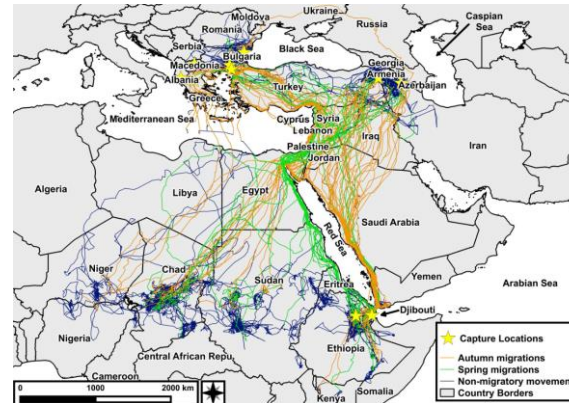 Ukraine
Moldova
Romania
Russia
Caspian
Sea
Serbia
Black Sea
Georgia
Bulgaria
Macedonia
Armenia
Azerbaijan
Albania
Turkey
Greece
Cyprus
Syria
Mediterranean Sea
Lebanon
Iraq
Iran
Palestine
Jordan
Algeria
Libya
Egypt
Saudi Arabia
Red Sea
Niger
Chad
Sudan
Eritrea
Yemen
Arabian Sea
Djibouti
Nigeria
Ethiopia
Central African Repu.
Cameroon
Somalia
Kenya
Capture Locations
Autumn migrations
Spring migrations
Non-migratory movement
Country Borders
0 1000 2000 km